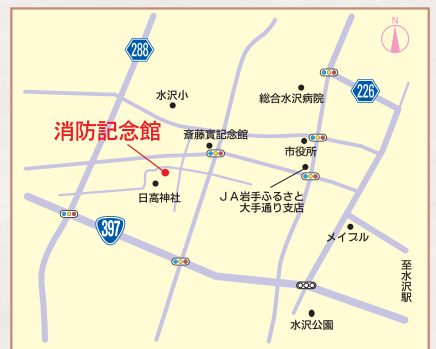 N
288
226
水沢小
総合水沢病院
消防記念館
斎藤實記念館
市役所
日高神社
JA岩手ふるさと
大手通り支店
397
メイプル
至水沢駅
水沢公園